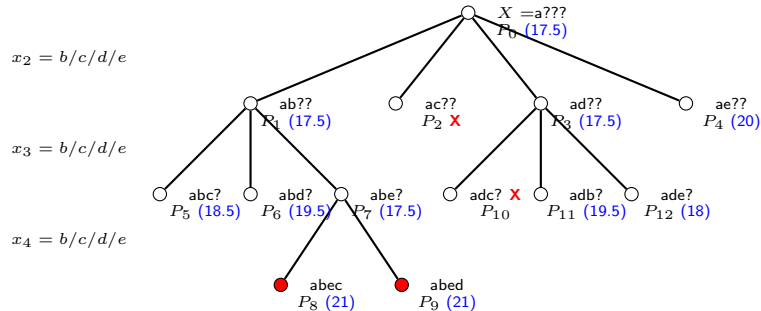 X =a???
P0 (17.5)
x2 = b/c/d/e
ab?? ac?? ad?? ae??
P1 (17.5) P2 X P3 (17.5) P4 (20)
x3 = b/c/d/e
abc? abd? abe? adc? X adb? ade?
P5 (18.5) P6 (19.5) P7 (17.5) P10 P11 (19.5) P12 (18)
x4 = b/c/d/e
abec abed
P8 (21) P9 (21)